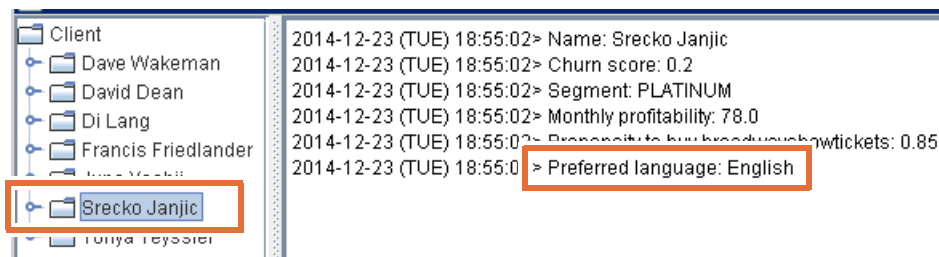 Client
Dave Wakeman
David Dean
Di Lang
Francis Friedlander
Srecko Janjic
2014-12-23 (TUE) 18:55:02> Name: Srecko Janjic
2014-12-23 (TUE) 18:55:02> Churn score: 0.2
2014-12-23 (TUE) 18:55:02> Segment: PLATINUM
2014-12-23 (TUE) 18:55:02> Monthly profitability: 78.0
2014-12-23 (TUE) 18:55:02> Propensity to buy broadwayshowtickets: 0.85
2014-12-23 (TUE) 18:55:0 > Preferred language: English